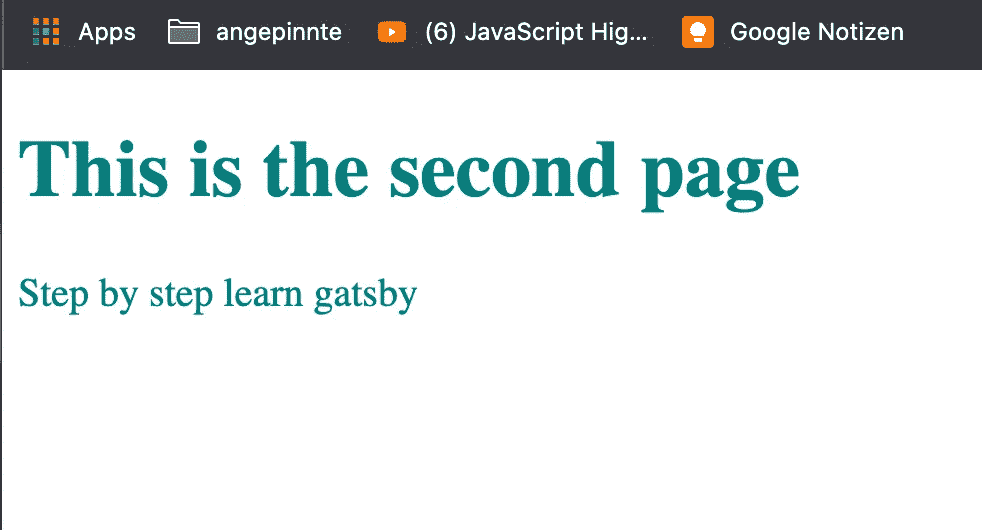 Apps angepinnte (6) JavaScript Hig... Google Notizen
This is the second page
Step by step learn gatsby